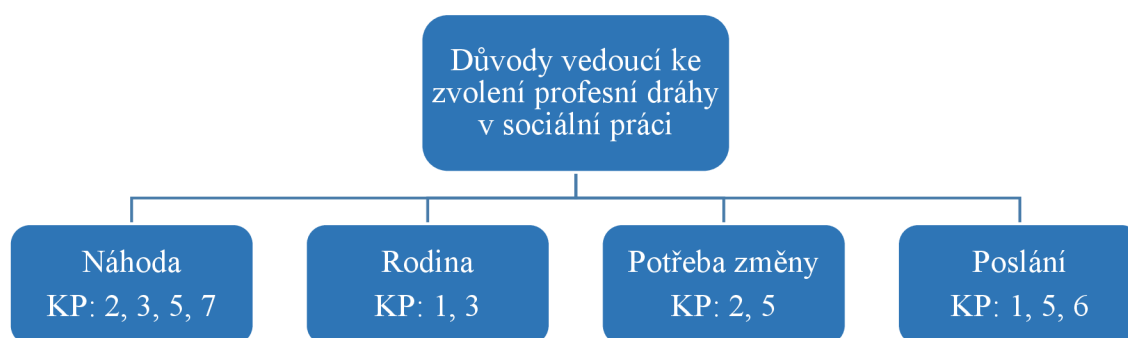 Důvody vedoucí ke
zvolení profesní dráhy
v sociální práci
Náhoda
KP: 2, 3, 5, 7
Rodina
KP: 1, 3
Potřeba změny
KP: 2, 5
Poslání
KP: 1, 5, 6